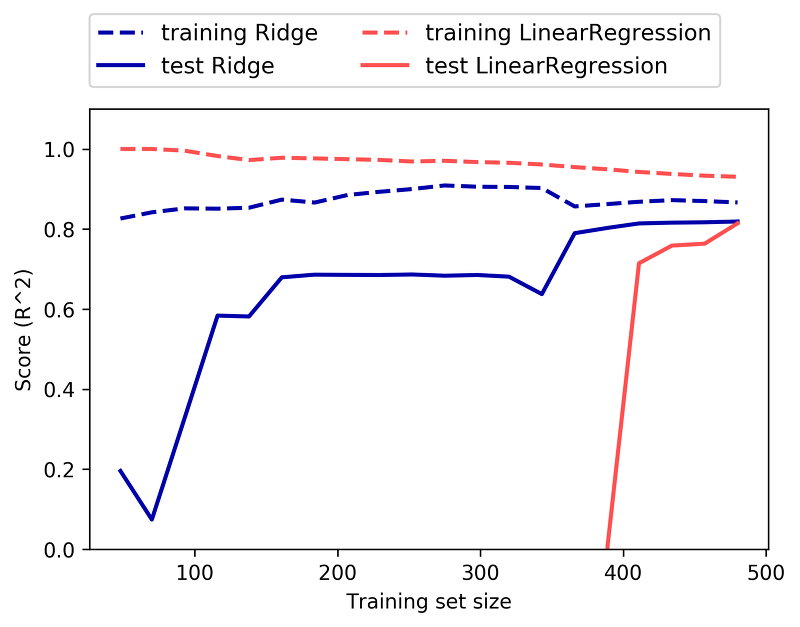 training Ridge training LinearRegression
test Ridge test LinearRegression
1.0
0.8
0.6
0.4
0.2
0.0
Score (R^2)
100 200 300 400 500
Training set size